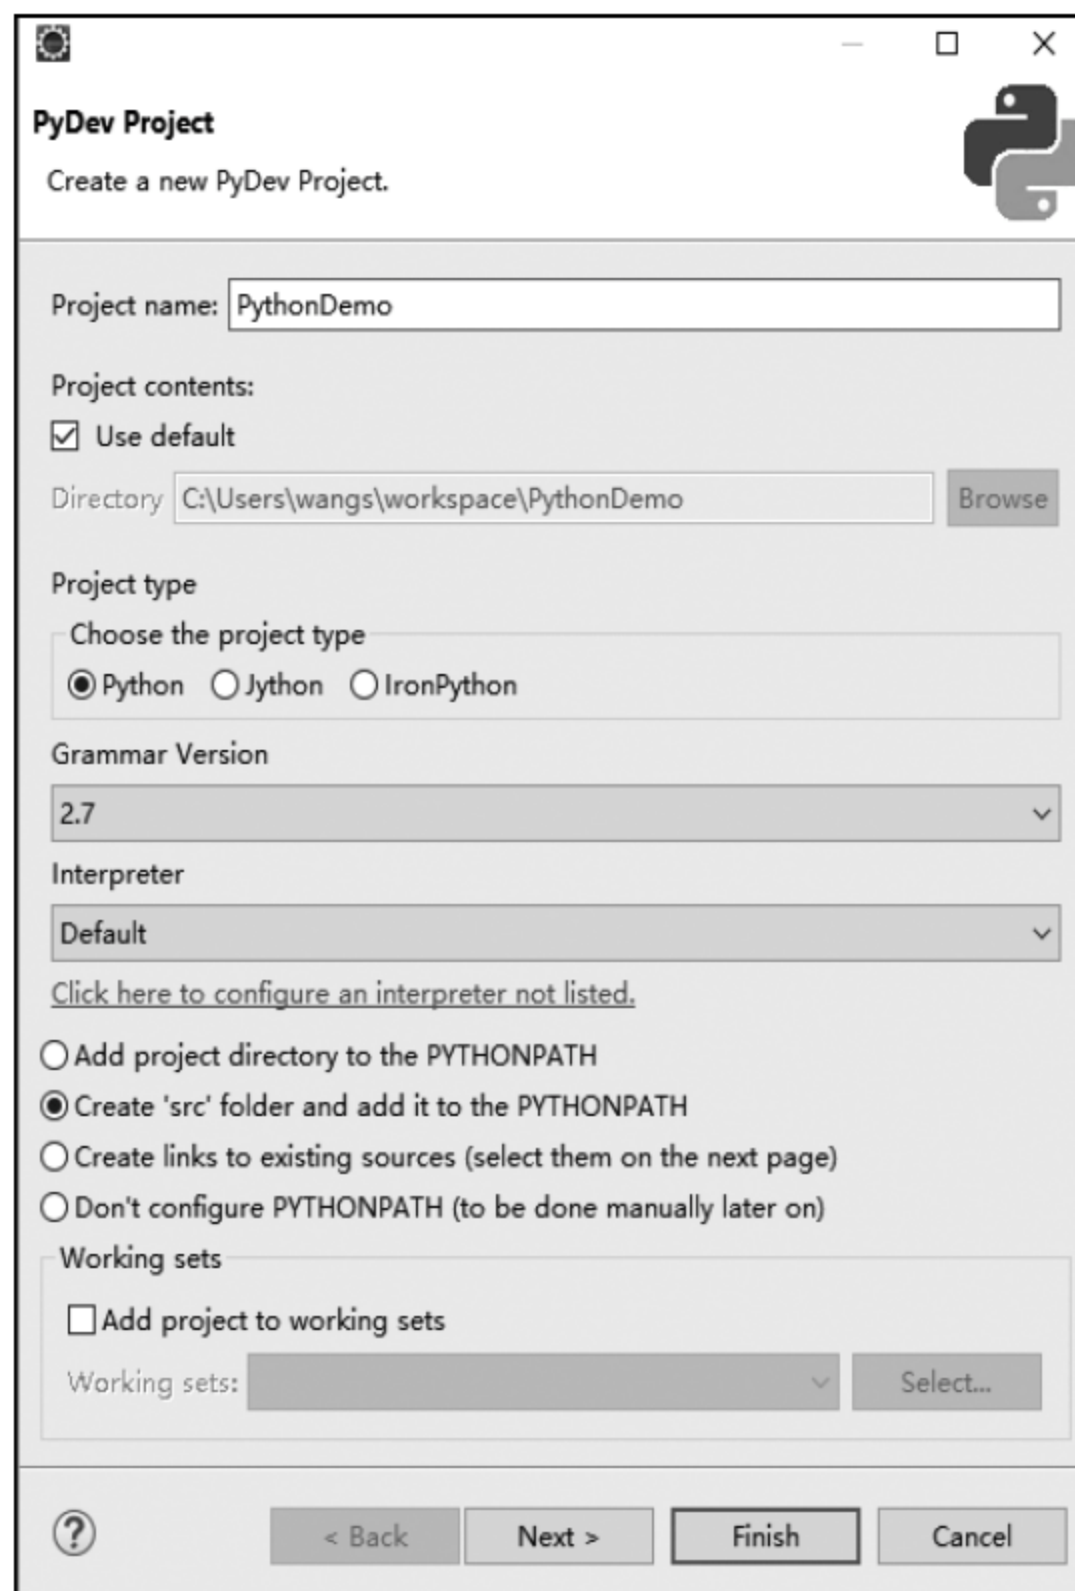 PyDev Project
Create a new PyDev Project.
Project name: PythonDemo
Project contents:
Use default
Directory C:\Users\wangs\workspace\PythonDemo Browse
Project type
Choose the project type
Python Jython IronPython
Grammar Version
2.7
Interpreter
Default
Click here to configure an interpreter not listed.
Add project directory to the PYTHONPATH
Create 'src' folder and add it to the PYTHONPATH
Create links to existing sources (select them on the next page)
Don't configure PYTHONPATH (to be done manually later on)
Working sets
Add project to working sets
Working sets: Select...
? < Back Next > Finish Cancel